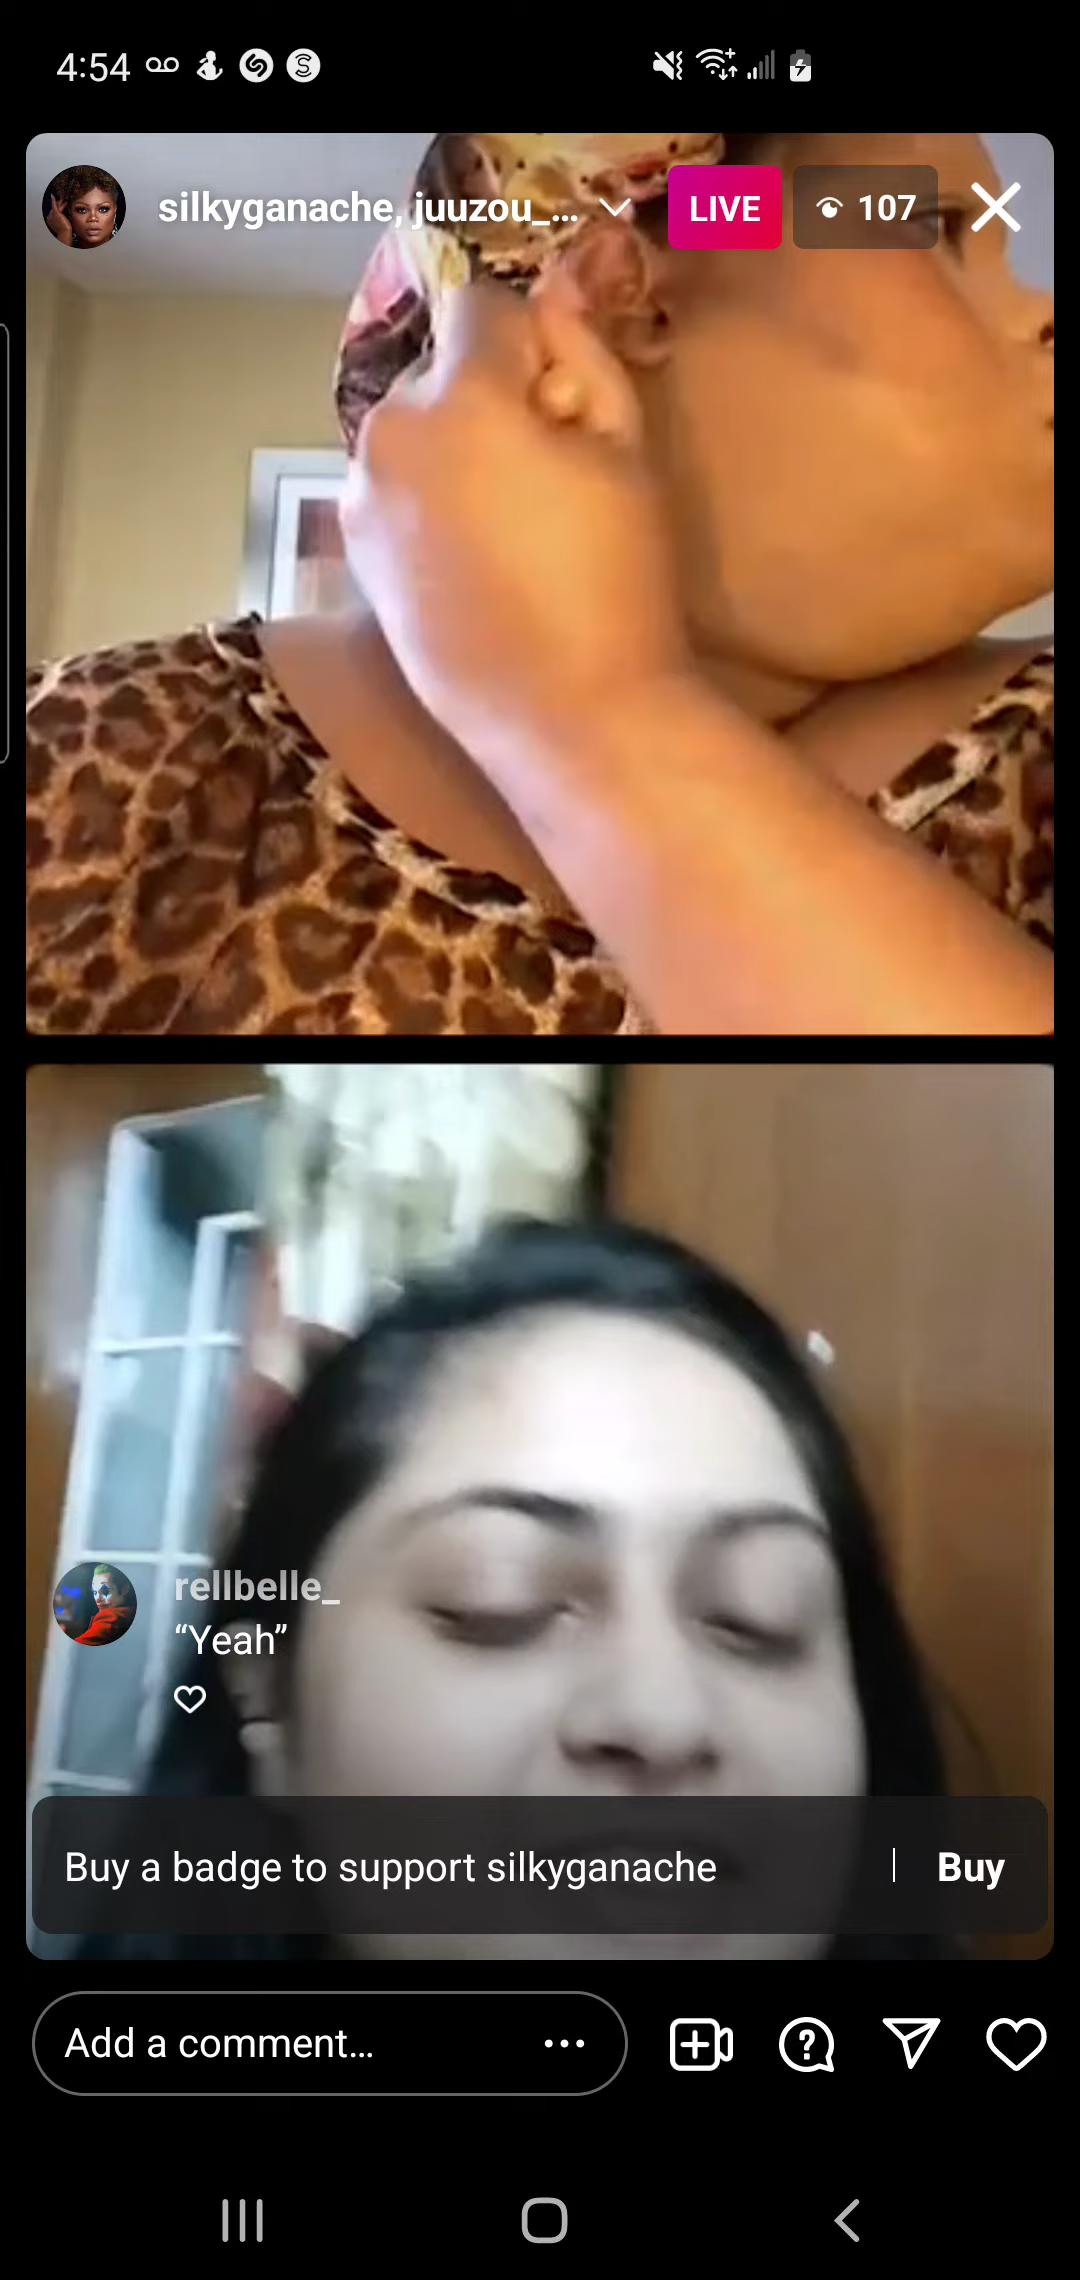 4:54
silkyganache, juuzou_... LIVE 107
rellbelle_
“Yeah”
Buy a badge to support silkyganache | Buy
Add a comment...